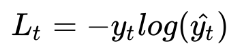 $L_t = -y_t log(\hat{y_t})$